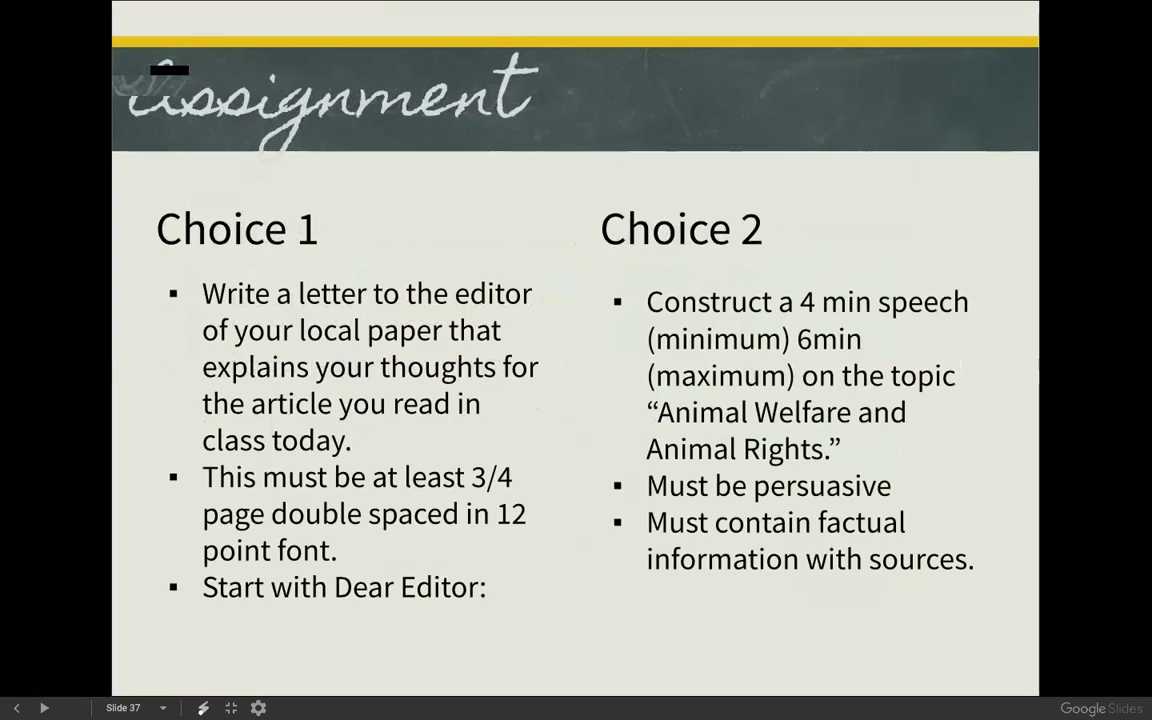 Assignment
Choice 1
▪ Write a letter to the editor
of your local paper that
explains your thoughts for
the article you read in
class today.
▪ This must be at least 3/4
page double spaced in 12
point font.
▪ Start with Dear Editor:
Choice 2
▪ Construct a 4 min speech
(minimum) 6min
(maximum) on the topic
“Animal Welfare and
Animal Rights.”
▪ Must be persuasive
▪ Must contain factual
information with sources.
Slide 37
Google Slides